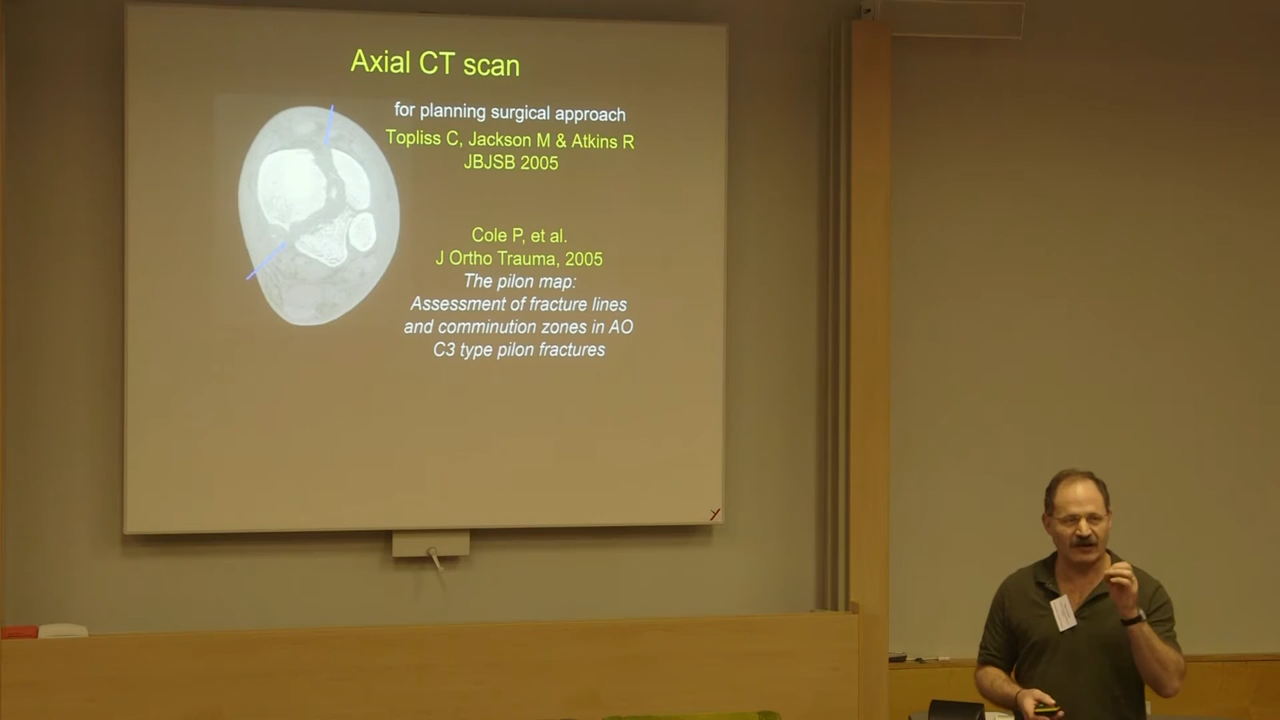 Axial CT scan
for planning surgical approach
Topliss C, Jackson M & Atkins R
JBJSB 2005
Cole P, et al.
J Ortho Trauma, 2005
The pilon map:
Assessment of fracture lines
and comminution zones in AO
C3 type pilon fractures